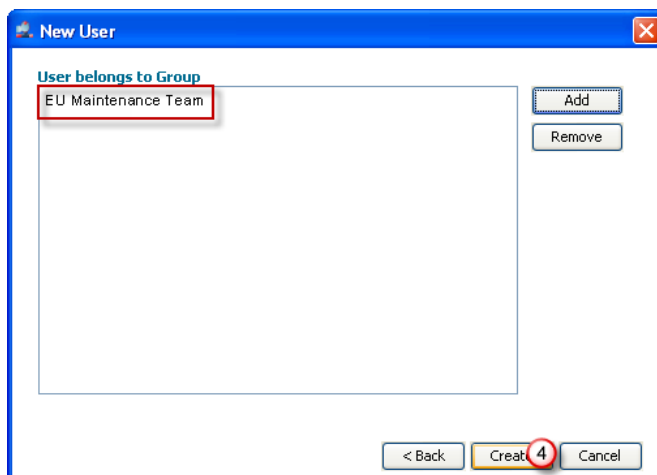 New User
User belongs to Group
EU Maintenance Team
Add
Remove
< Back
Creat
4
Cancel